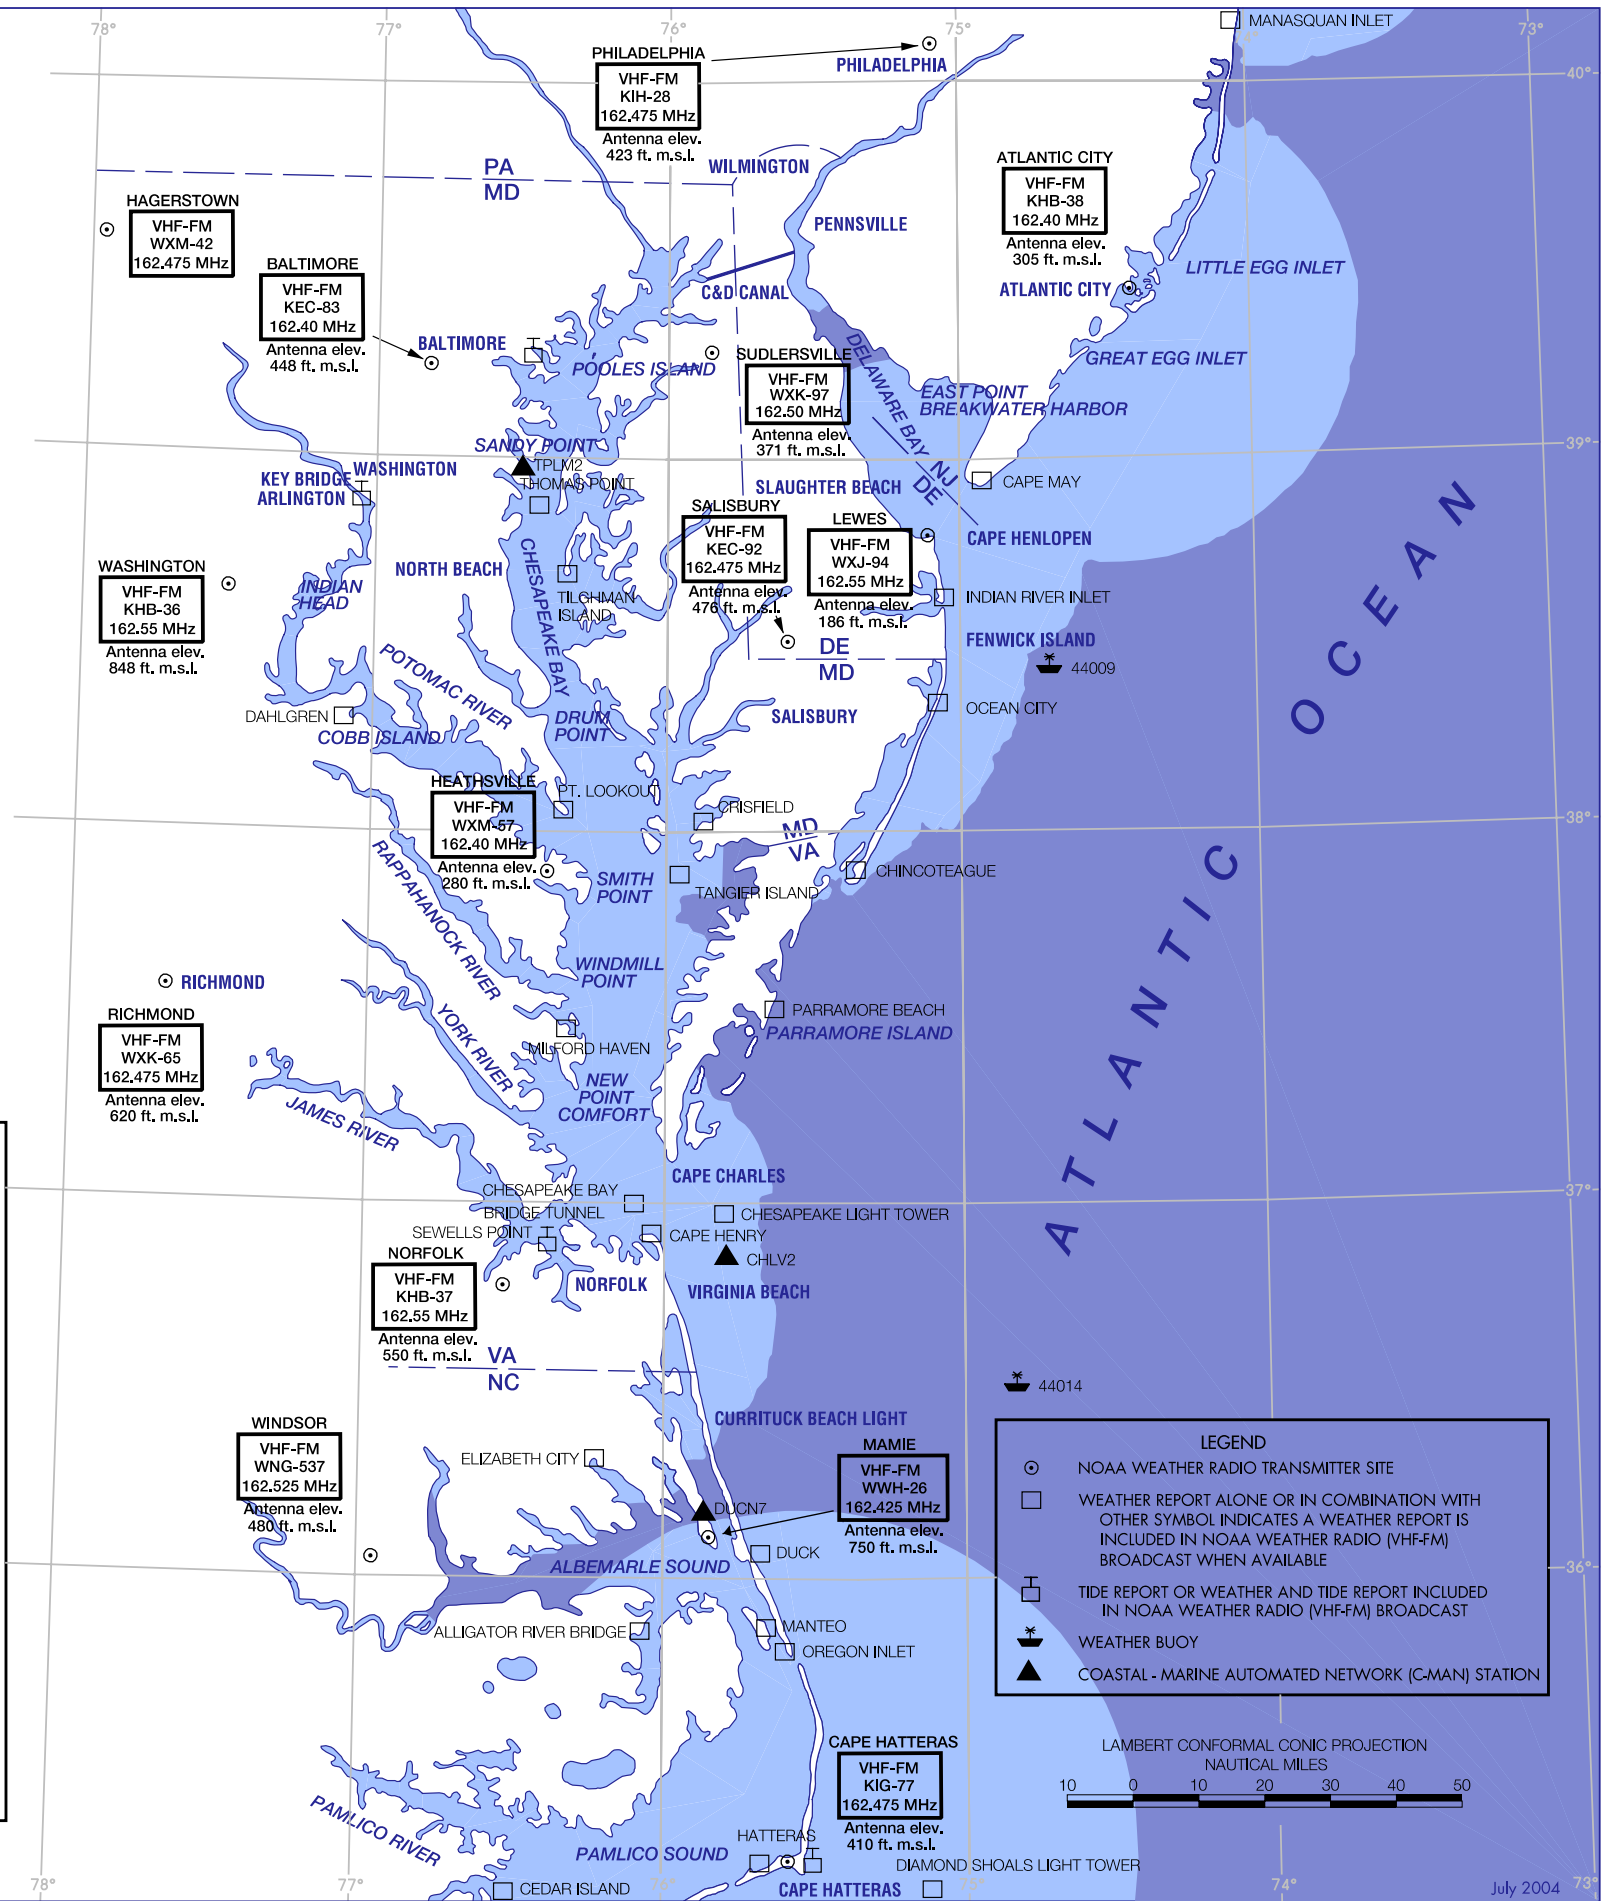 78°
77°
76°
75°
74°
73°
MANASQUAN INLET
PHILADELPHIA
VHF-FM
KIH-28
162.475 MHz
Antenna elev.
423 ft. m.s.l.
PHILADELPHIA
40°
WILMINGTON
PA
MD
ATLANTIC CITY
VHF-FM
KHB-38
162.40 MHz
Antenna elev.
305 ft. m.s.l.
HAGERSTOWN
VHF-FM
WXM-42
162.475 MHz
PENNSVILLE
BALTIMORE
VHF-FM
KEC-83
162.40 MHz
Antenna elev.
448 ft. m.s.l.
LITTLE EGG INLET
ATLANTIC CITY
C&D CANAL
BALTIMORE
POOLES ISLAND
SUDLERSVILLE
VHF-FM
WXK-97
162.50 MHz
Antenna elev.
371 ft. m.s.l.
DELAWARE BAY
GREAT EGG INLET
EAST POINT
BREAKWATER HARBOR
39°
SANDY POINT
TPLM2
THOMAS POINT
KEY BRIDGE
WASHINGTON
ARLINGTON
NJ
DE
CAPE MAY
SLAUGHTER BEACH
SALISBURY
VHF-FM
KEC-92
162.475 MHz
Antenna elev.
476 ft. m.s.l.
LEWES
VHF-FM
WXJ-94
162.55 MHz
Antenna elev.
186 ft. m.s.l.
CAPE HENLOPEN
WASHINGTON
VHF-FM
KHB-36
162.55 MHz
Antenna elev.
848 ft. m.s.l.
NORTH BEACH
CHESAPEAKE BAY
INDIAN
HEAD
TILGHMAN
ISLAND
INDIAN RIVER INLET
FENWICK ISLAND
DE
MD
44009
POTOMAC RIVER
DAHLGREN
COBB ISLAND
DRUM
POINT
SALISBURY
OCEAN CITY
ATLANTIC OCEAN
HEATHSVILLE
VHF-FM
WXM-57
162.40 MHz
Antenna elev.
280 ft. m.s.l.
PT. LOOKOUT
CRISFIELD
38°
MD
VA
RAPPAHANOCK RIVER
SMITH
POINT
TANGIER ISLAND
CHINCOTEAGUE
WINDMILL
POINT
RICHMOND
RICHMOND
VHF-FM
WXK-65
162.475 MHz
Antenna elev.
620 ft. m.s.l.
YORK RIVER
PARRAMORE BEACH
PARRAMORE ISLAND
MILFORD HAVEN
NEW
POINT
COMFORT
JAMES RIVER
CAPE CHARLES
37°
CHESAPEAKE BAY
BRIDGE TUNNEL
CHESAPEAKE LIGHT TOWER
SEWELLS POINT
CAPE HENRY
CHLV2
NORFOLK
VHF-FM
KHB-37
162.55 MHz
Antenna elev.
550 ft. m.s.l.
NORFOLK
VIRGINIA BEACH
VA
NC
44014
CURRITUCK BEACH LIGHT
WINDSOR
VHF-FM
WNG-537
162.525 MHz
Antenna elev.
480 ft. m.s.l.
ELIZABETH CITY
MAMIE
VHF-FM
WWH-26
162.425 MHz
Antenna elev.
750 ft. m.s.l.
DUCN7
DUCK
ALBEMARLE SOUND
36°
ALLIGATOR RIVER BRIDGE
MANTEO
OREGON INLET
LEGEND
NOAA WEATHER RADIO TRANSMITTER SITE
WEATHER REPORT ALONE OR IN COMBINATION WITH
OTHER SYMBOL INDICATES A WEATHER REPORT IS
INCLUDED IN NOAA WEATHER RADIO (VHF-FM)
BROADCAST WHEN AVAILABLE
TIDE REPORT OR WEATHER AND TIDE REPORT INCLUDED
IN NOAA WEATHER RADIO (VHF-FM) BROADCAST
WEATHER BUOY
COASTAL - MARINE AUTOMATED NETWORK (C-MAN) STATION
LAMBERT CONFORMAL CONIC PROJECTION
NAUTICAL MILES
10 0 10 20 30 40 50
CAPE HATTERAS
VHF-FM
KIG-77
162.475 MHz
Antenna elev.
410 ft. m.s.l.
PAMLICO RIVER
PAMLICO SOUND
HATTERAS
DIAMOND SHOALS LIGHT TOWER
CEDAR ISLAND
CAPE HATTERAS
78°
77°
76°
75°
74°
73°
July 2004